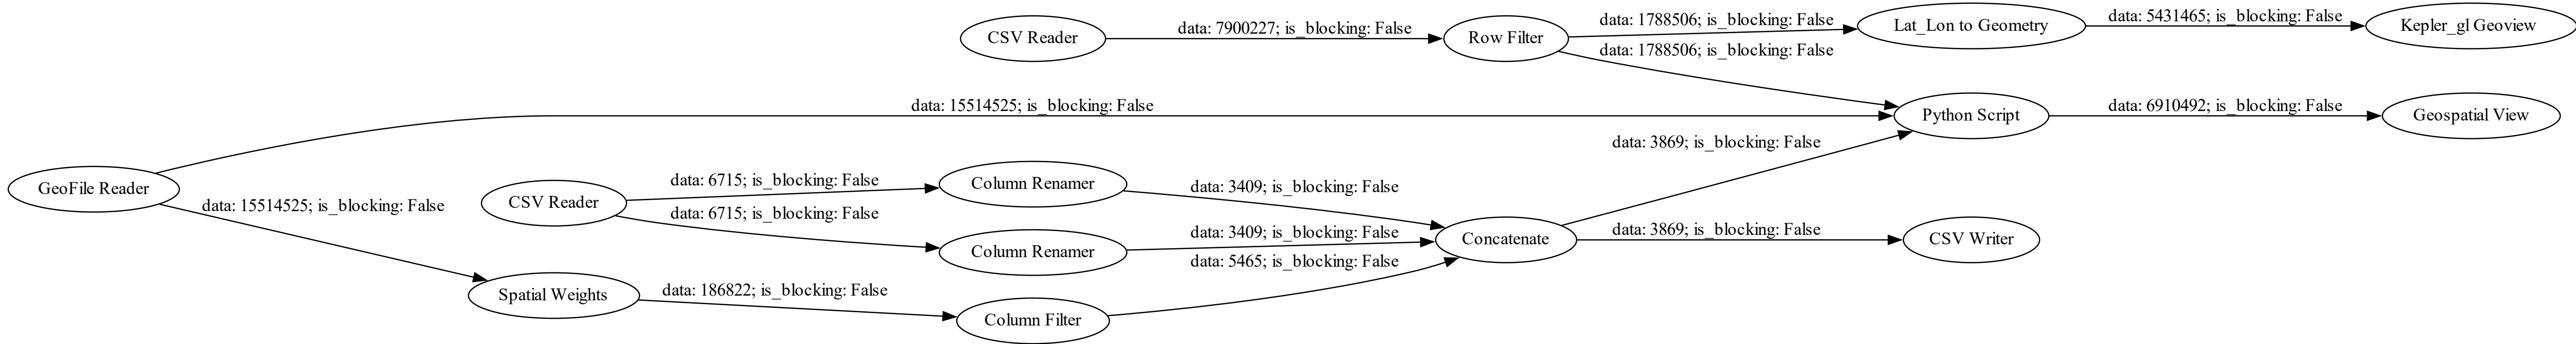 CSV Reader
data: 7900227; is_blocking: False
Row Filter
data: 1788506; is_blocking: False
Lat_Lon to Geometry
data: 5431465; is_blocking: False
Kepler_gl Geoview
data: 1788506; is_blocking: False
data: 15514525; is_blocking: False
Python Script
data: 6910492; is_blocking: False
Geospatial View
GeoFile Reader
data: 15514525; is_blocking: False
CSV Reader
data: 6715; is_blocking: False
data: 6715; is_blocking: False
Column Renamer
data: 3409; is_blocking: False
Column Renamer
data: 3409; is_blocking: False
data: 5465; is_blocking: False
Concatenate
data: 3869; is_blocking: False
data: 3869; is_blocking: False
CSV Writer
Spatial Weights
data: 186822; is_blocking: False
Column Filter